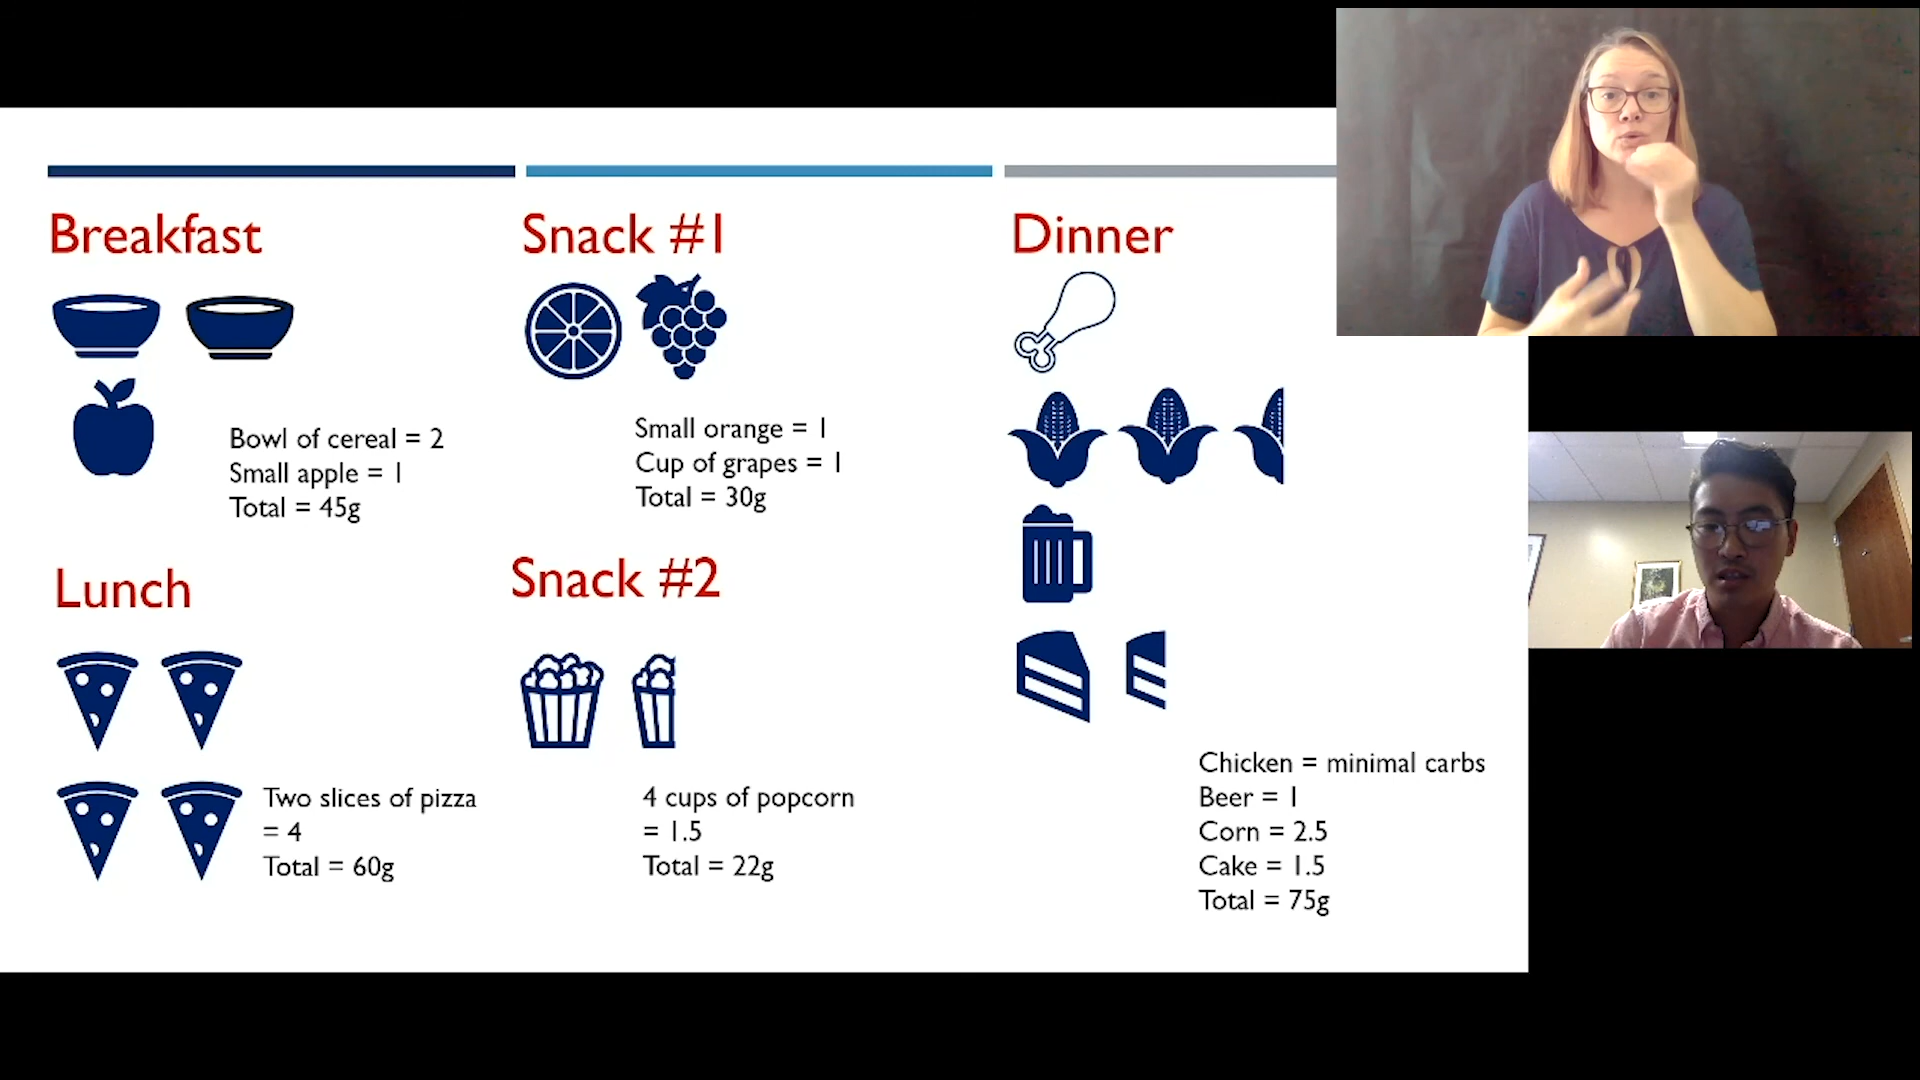 Breakfast
Bowl of cereal = 2
Small apple = 1
Total = 45g
Lunch
Two slices of pizza
= 4
Total = 60g
Snack #1
Small orange = 1
Cup of grapes = 1
Total = 30g
Snack #2
4 cups of popcorn
= 1.5
Total = 22g
Dinner
Chicken = minimal carbs
Beer = 1
Corn = 2.5
Cake = 1.5
Total = 75g